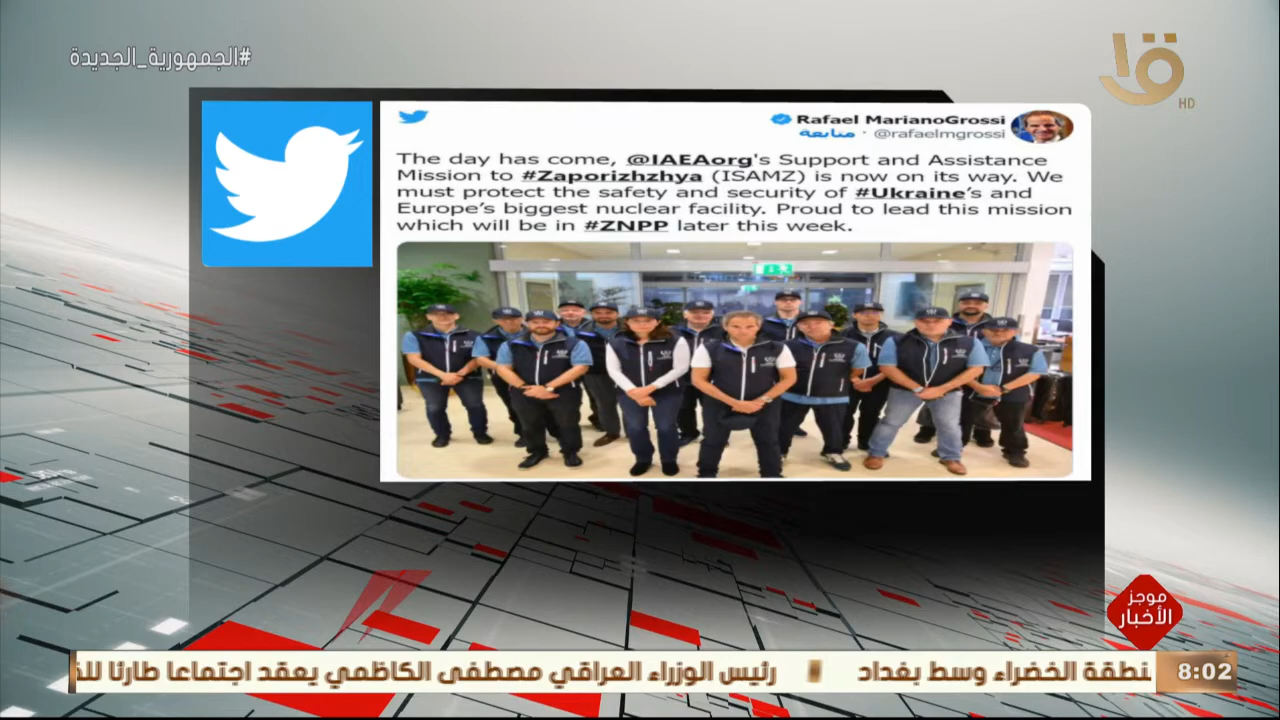 #الجمهورية_الجديدة
HD
Rafael MarianoGrossi
متابعة · @rafaelmgrossi
The day has come, @IAEAorg's Support and Assistance
Mission to #Zaporizhzhya (ISAMZ) is now on its way. We
must protect the safety and security of #Ukraine’s and
Europe’s biggest nuclear facility. Proud to lead this mission
which will be in #ZNPP later this week.
موجز
الأخبار
نطقة الخضراء وسط بغداد رئيس الوزراء العراقي مصطفى الكاظمي يعقد اجتماعا طارئا للذ
8:02